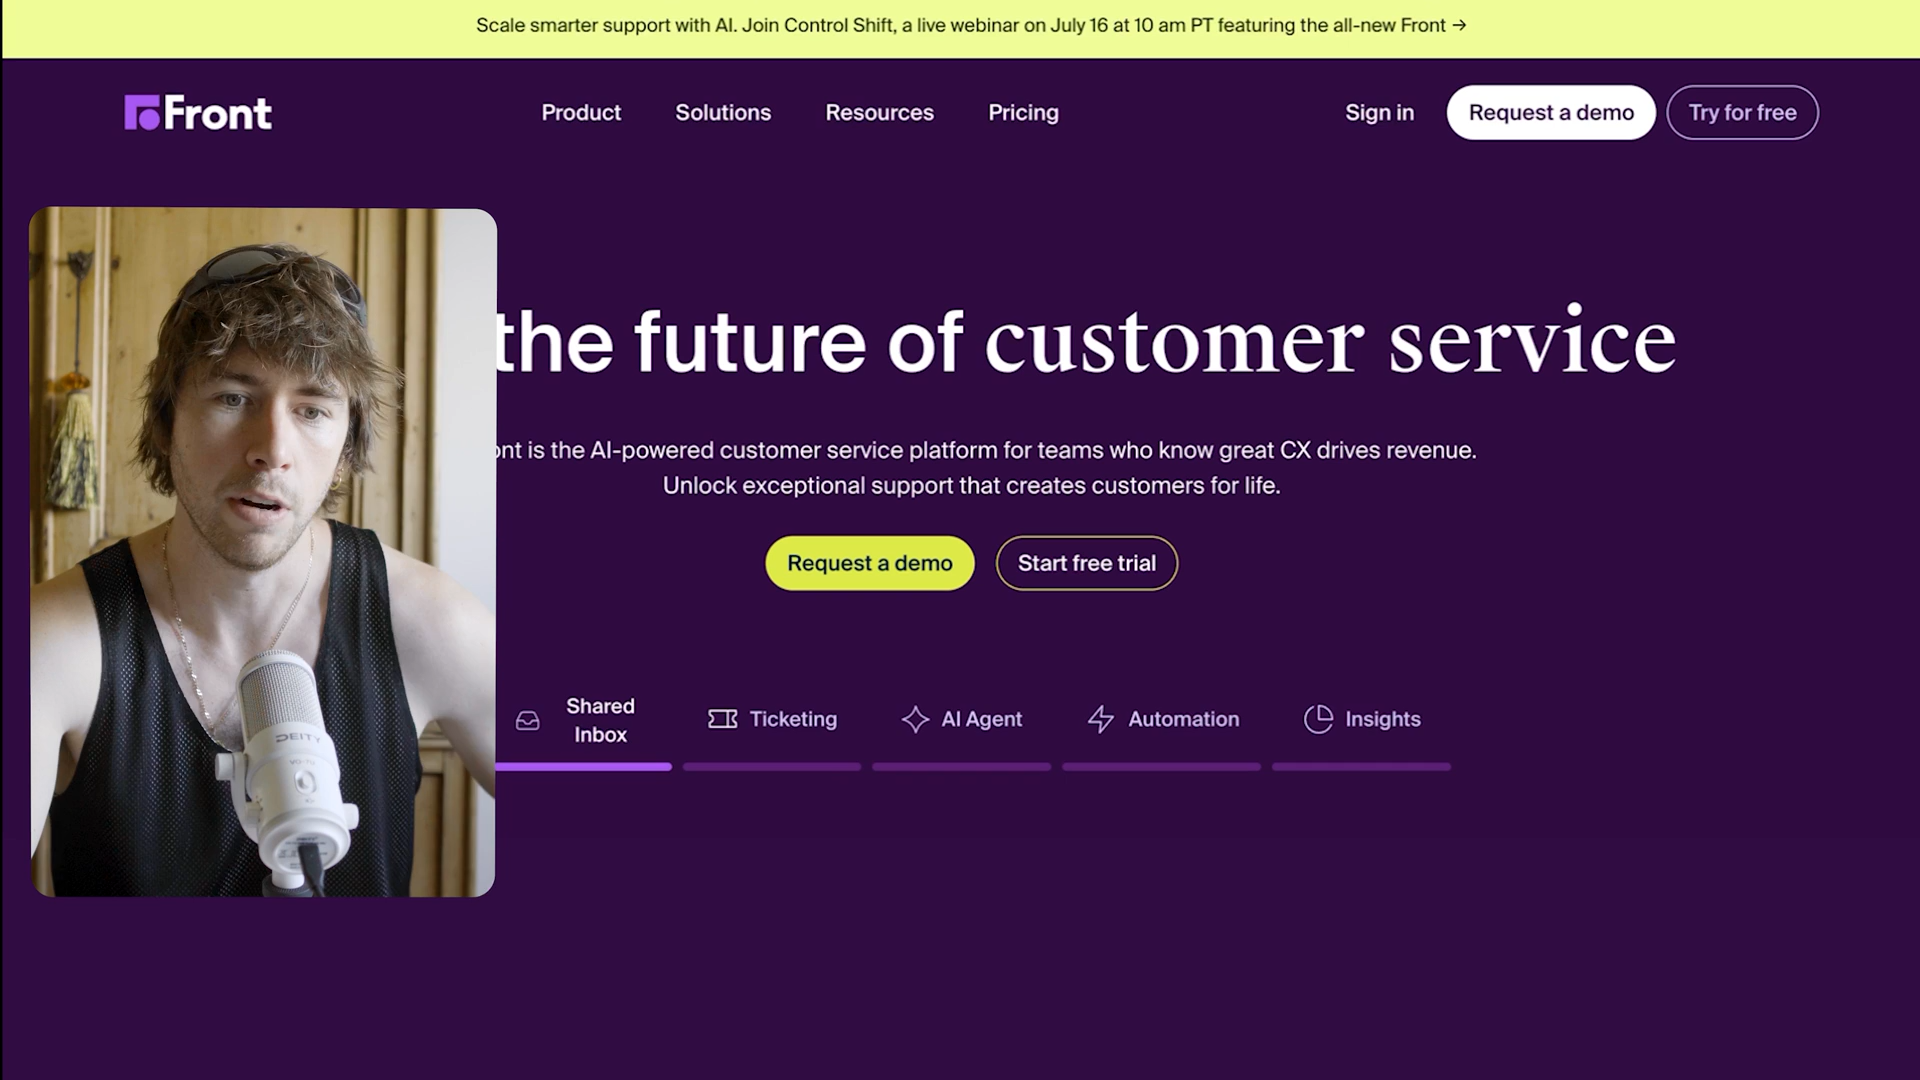 Scale smarter support with AI. Join Control Shift, a live webinar on July 16 at 10 am PT featuring the all-new Front →
Front
Product
Solutions
Resources
Pricing
Sign in
Request a demo
Try for free
the future of customer service
is the AI-powered customer service platform for teams who know great CX drives revenue.
Unlock exceptional support that creates customers for life.
Request a demo
Start free trial
Shared
Inbox
Ticketing
AI Agent
Automation
Insights
DEITY